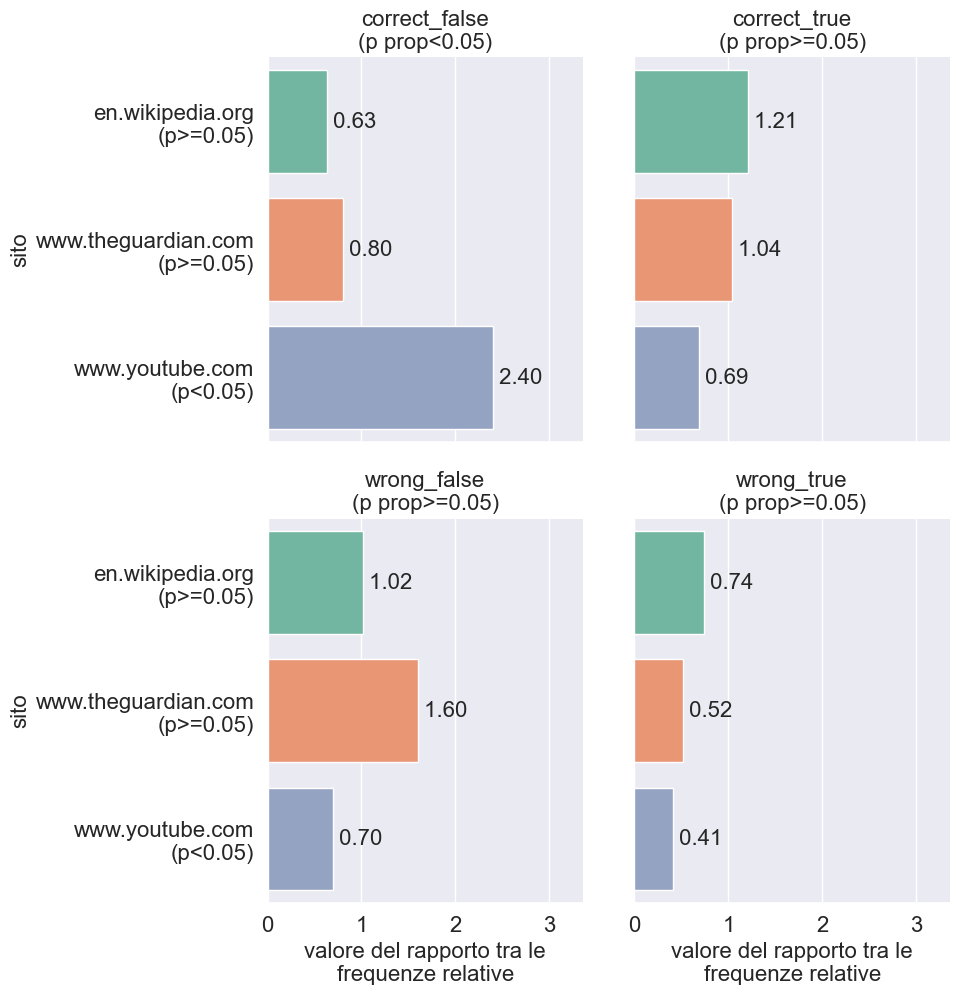 correct_false
(p prop<0.05)
correct_true
(p prop>=0.05)
sito
en.wikipedia.org
(p>=0.05)
0.63
1.21
www.theguardian.com
(p>=0.05)
0.80
1.04
www.youtube.com
(p<0.05)
2.40
0.69
wrong_false
(p prop>=0.05)
wrong_true
(p prop>=0.05)
sito
en.wikipedia.org
(p>=0.05)
1.02
0.74
www.theguardian.com
(p>=0.05)
1.60
0.52
www.youtube.com
(p<0.05)
0.70
0.41
0 1 2 3
0 1 2 3
valore del rapporto tra le
frequenze relative
valore del rapporto tra le
frequenze relative